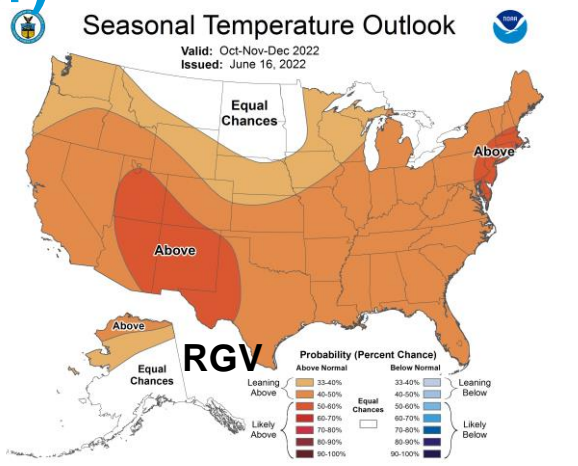 Seasonal Temperature Outlook
NOAA
Valid: Oct-Nov-Dec 2022
Issued: June 16, 2022
Equal
Chances
Above
Above
Above
Equal
Chances
RGV
Probability (Percent Chance)
Above Normal
Below Normal
Leaning
Above
33-40%
40-50%
Likely
Above
50-60%
60-70%
70-80%
80-90%
90-100%
Equal
Chances
33-40%
40-50%
Leaning
Below
50-60%
60-70%
70-80%
80-90%
90-100%
Likely
Below